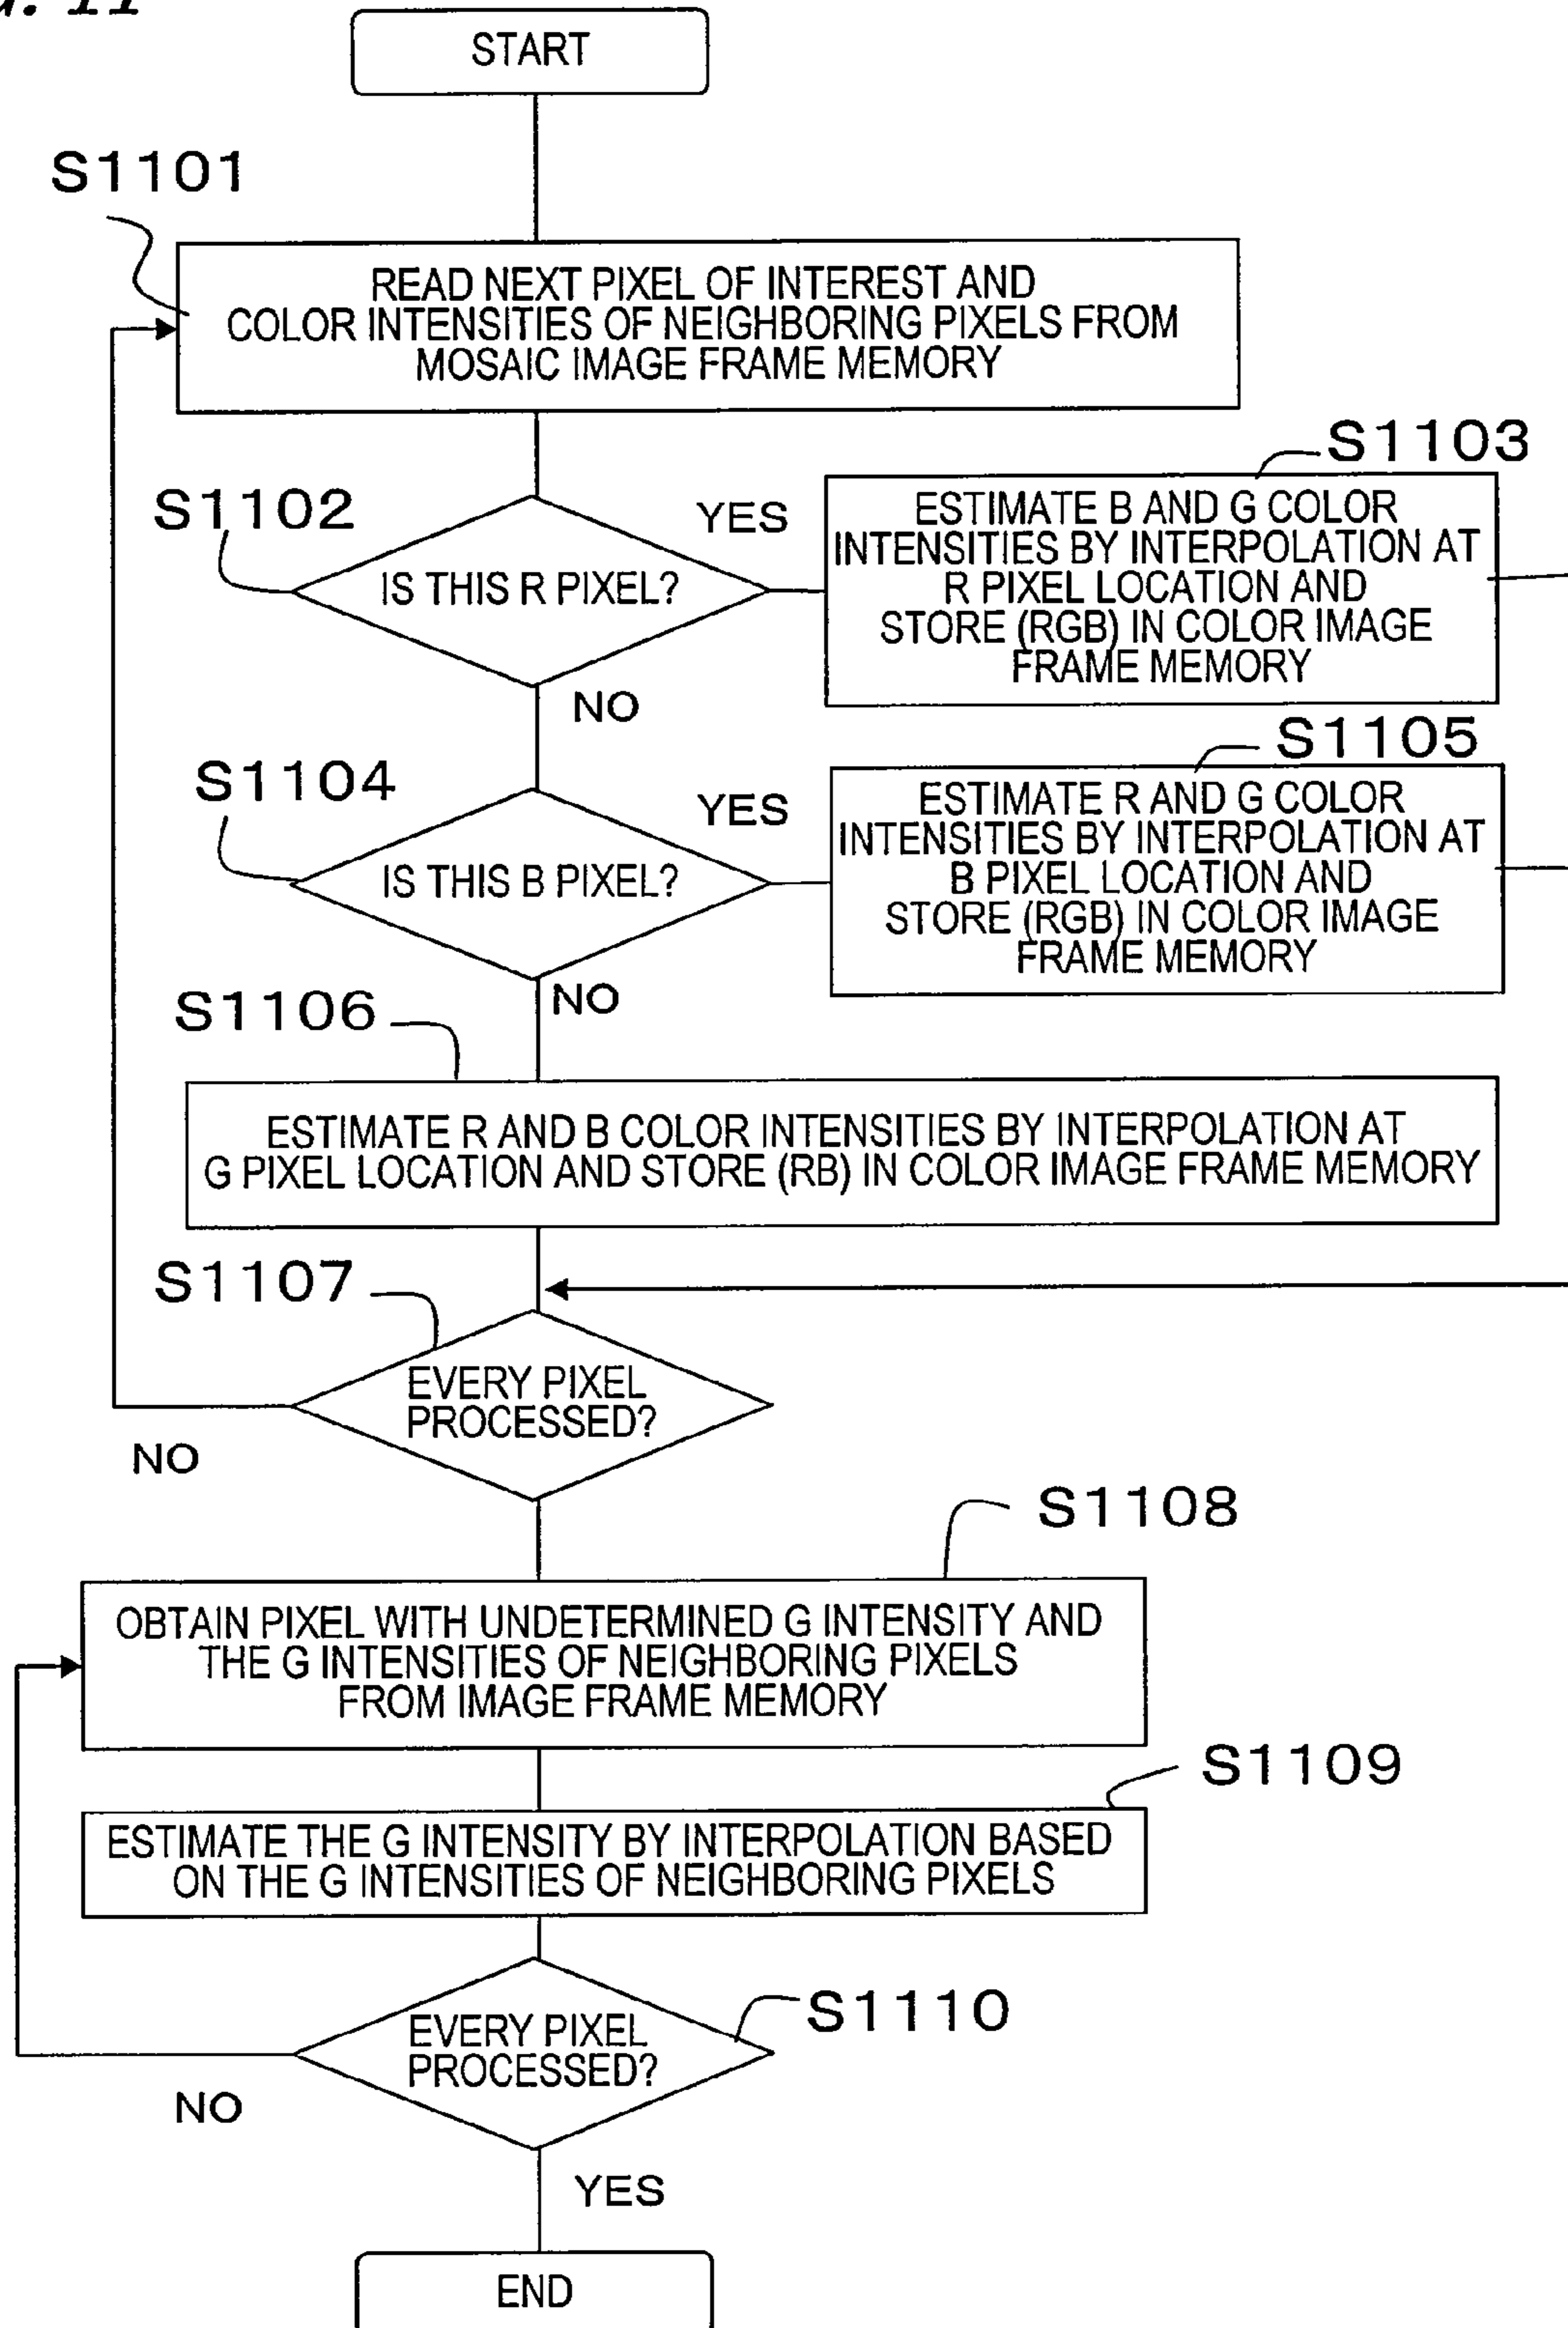 11
START
S1101
READ NEXT PIXEL OF INTEREST AND
COLOR INTENSITIES OF NEIGHBORING PIXELS FROM
MOSAIC IMAGE FRAME MEMORY
S1102
IS THIS R PIXEL?
YES
S1103
ESTIMATE B AND G COLOR
INTENSITIES BY INTERPOLATION AT
R PIXEL LOCATION AND
STORE (RGB) IN COLOR IMAGE
FRAME MEMORY
NO
S1104
IS THIS B PIXEL?
YES
S1105
ESTIMATE R AND G COLOR
INTENSITIES BY INTERPOLATION AT
B PIXEL LOCATION AND
STORE (RGB) IN COLOR IMAGE
FRAME MEMORY
NO
S1106
ESTIMATE R AND B COLOR INTENSITIES BY INTERPOLATION AT
G PIXEL LOCATION AND STORE (RB) IN COLOR IMAGE FRAME MEMORY
S1107
EVERY PIXEL
PROCESSED?
NO
S1108
OBTAIN PIXEL WITH UNDETERMINED G INTENSITY AND
THE G INTENSITIES OF NEIGHBORING PIXELS
FROM IMAGE FRAME MEMORY
S1109
ESTIMATE THE G INTENSITY BY INTERPOLATION BASED
ON THE G INTENSITIES OF NEIGHBORING PIXELS
S1110
EVERY PIXEL
PROCESSED?
NO
YES
END